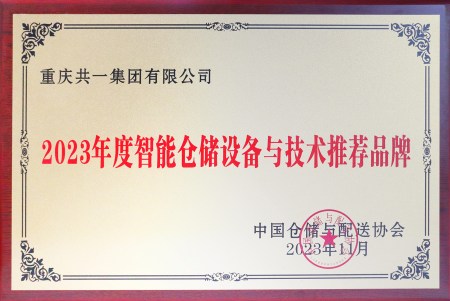 重庆共一集团有限公司
2023年度智能仓储设备与技术推荐品牌
中国仓储与配送协会
2023年11月